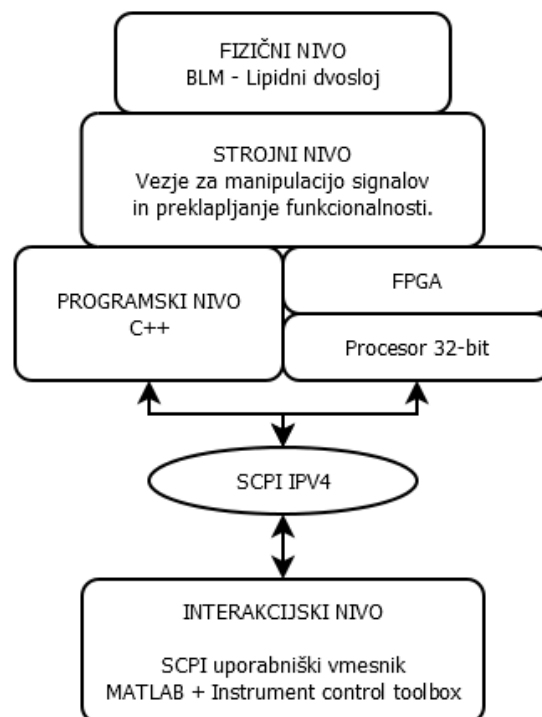 FIZIČNI NIVO
BLM - Lipidni dvosloj
STROJNI NIVO
Vezje za manipulacijo signalov
in preklapljanje funkcionalnosti.
PROGRAMSKI NIVO
C++
FPGA
Procesor 32-bit
SCPI IPV4
INTERAKCIJSKI NIVO
SCPI uporabniški vmesnik
MATLAB + Instrument control toolbox